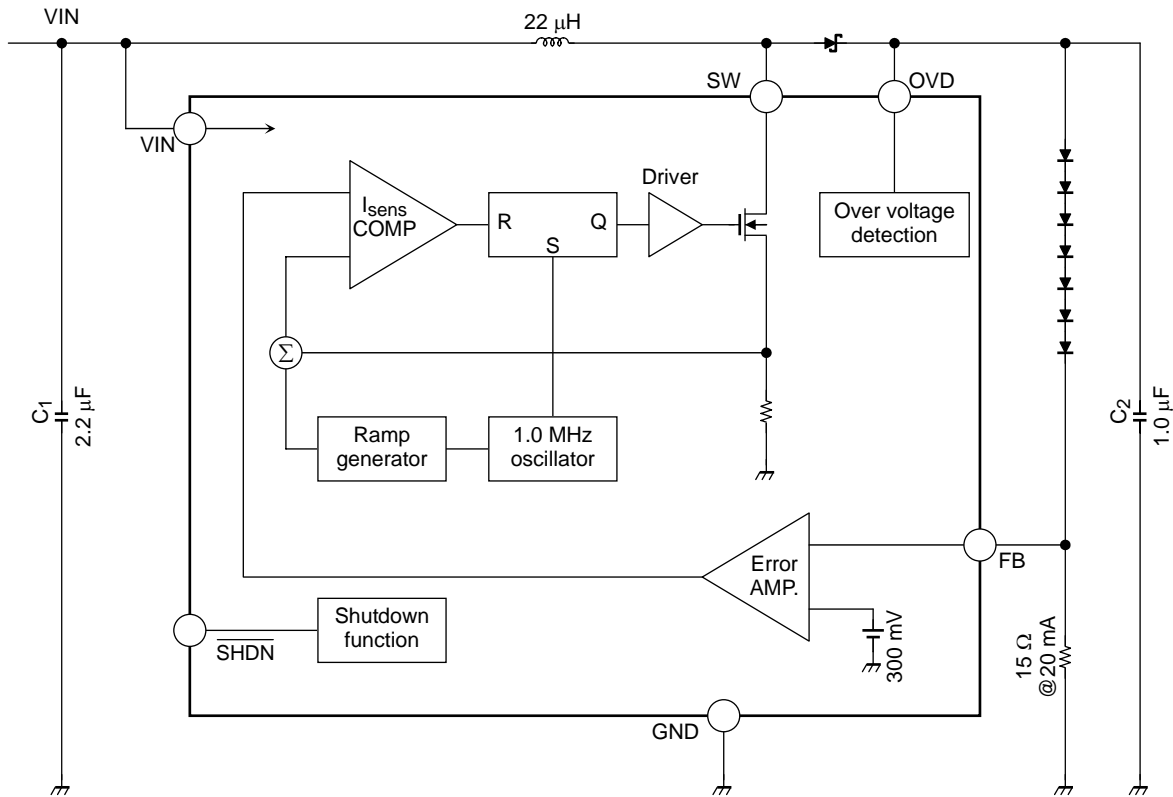 VIN
22 μH
SW
OVD
VIN
Driver
I_sens
COMP
R
S
Q
Over voltage
detection
Σ
C1
2.2 μF
Ramp
generator
1.0 MHz
oscillator
C2
1.0 μF
Error
AMP.
FB
Shutdown
function
SHDN
300 mV
15 Ω
@20 mA
GND